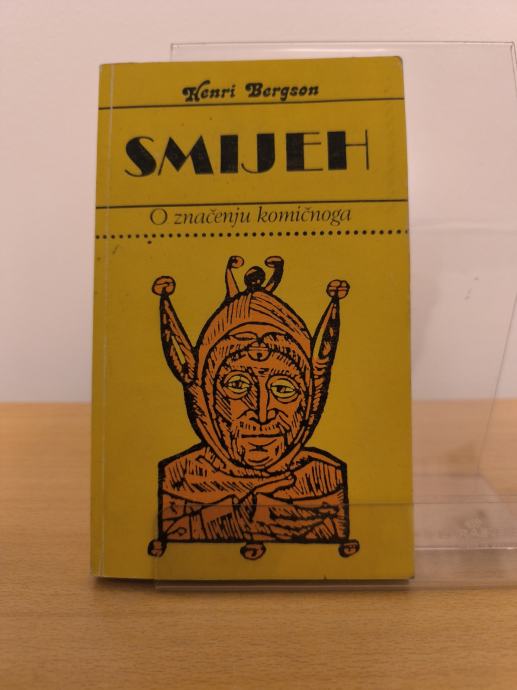 Henri Bergson
SMIJEH
O značenju komičnoga